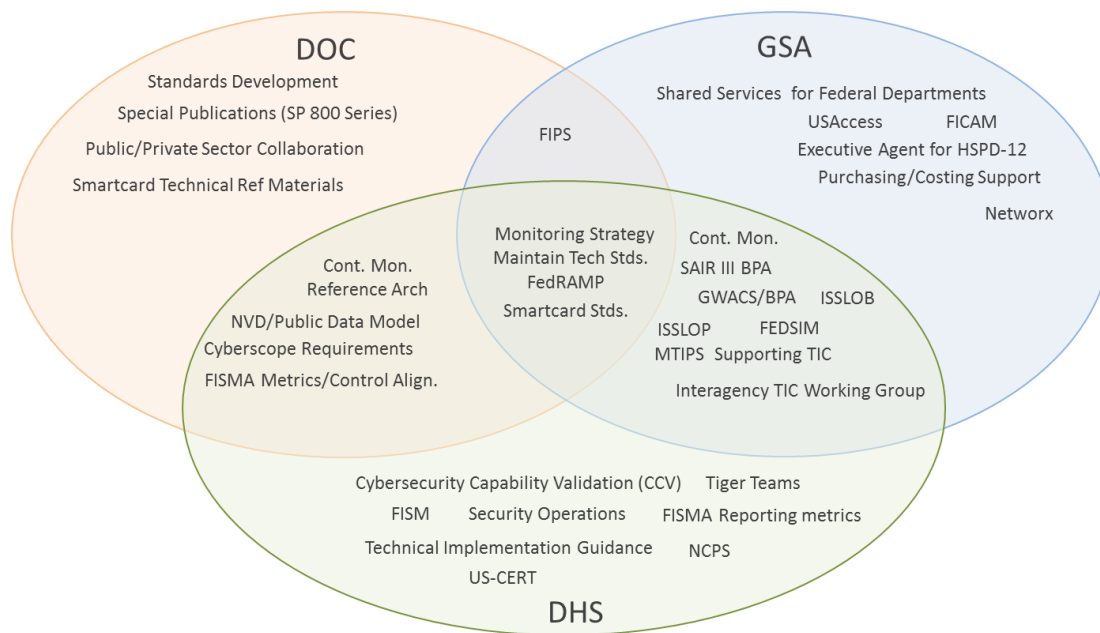 DOC
Standards Development
Special Publications (SP 800 Series)
Public/Private Sector Collaboration
Smartcard Technical Ref Materials
GSA
Shared Services for Federal Departments
USAccess FICAM
Executive Agent for HSPD-12
Purchasing/Costing Support
Networx
FIPS
Monitoring Strategy
Maintain Tech Stds.
FedRAMP
Smartcard Stds.
Cont. Mon.
Reference Arch
NVD/Public Data Model
Cyberscope Requirements
FISMA Metrics/Control Align.
Cont. Mon.
SAIR III BPA
GWACS/BPA ISSLOB
ISSLOP FEDSIM
MTIPS Supporting TIC
Interagency TIC Working Group
Cybersecurity Capability Validation (CCV) Tiger Teams
FISM Security Operations FISMA Reporting metrics
Technical Implementation Guidance NCPS
US-CERT
DHS